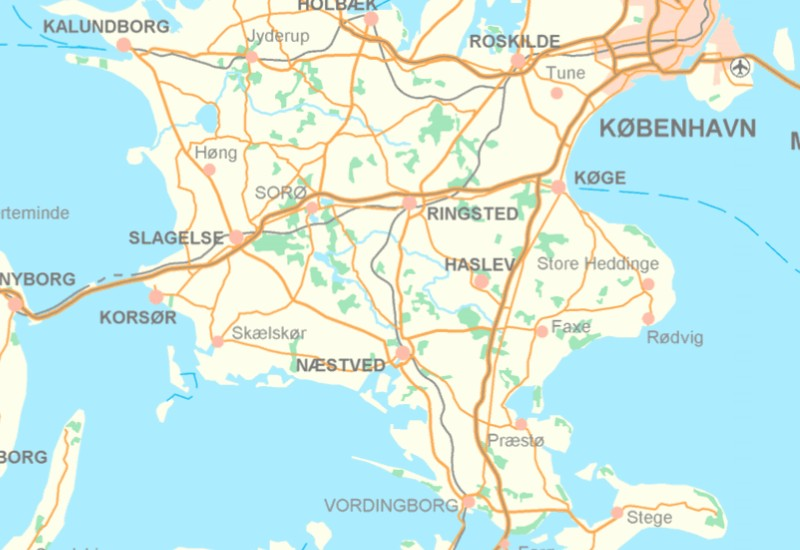 HOLBÆK
KALUNDBORG
Jyderup
ROSKILDE
Tune
KØBENHAVN
M
Høng
KØGE
SORØ
RINGSTED
rteminde
SLAGELSE
HASLEV
Store Heddinge
NYBORG
KORSØR
Skælskør
Faxe
Rødvig
NÆSTVED
Præstø
BORG
VORDINGBORG
Stege